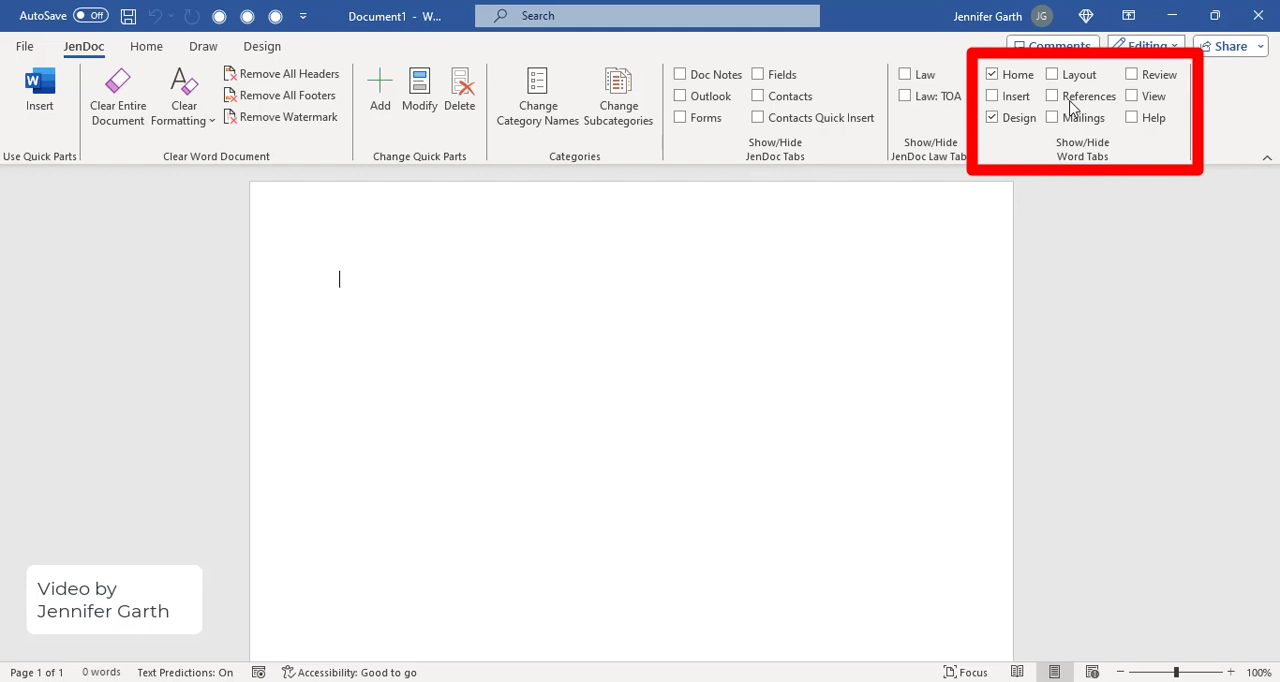 AutoSave Off Document1 - W... Search Jennifer Garth JG
File JenDoc Home Draw Design Comments Editing Share
Insert
Use Quick Parts
Clear Entire
Document
Clear
Formatting
Remove All Headers
Remove All Footers
Remove Watermark
Clear Word Document
Add Modify Delete
Change Quick Parts
Change
Category Names
Change
Subcategories
Categories
Doc Notes Fields
Outlook Contacts
Forms Contacts Quick Insert
Show/Hide
JenDoc Tabs
Law
Law: TOA
Show/Hide
JenDoc Law Tab
Home Layout Review
Insert References View
Design Mailings Help
Show/Hide
Word Tabs
Video by
Jennifer Garth
Page 1 of 1 0 words Text Predictions: On Accessibility: Good to go Focus 100%